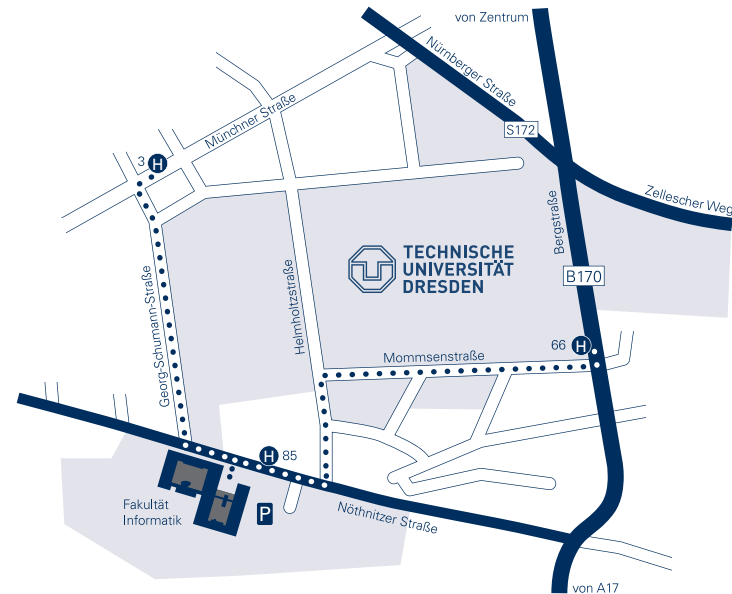 von Zentrum
Nürnberger Straße
S172
Münchner Straße
3 H
Zellescher Weg
Bergstraße
TECHNISCHE
UNIVERSITÄT
DRESDEN
B170
Georg-Schumann-Straße
Helmholtzstraße
66 H
Mommsenstraße
H 85
Fakultät
Informatik
P
Nöthnitzer Straße
von A17